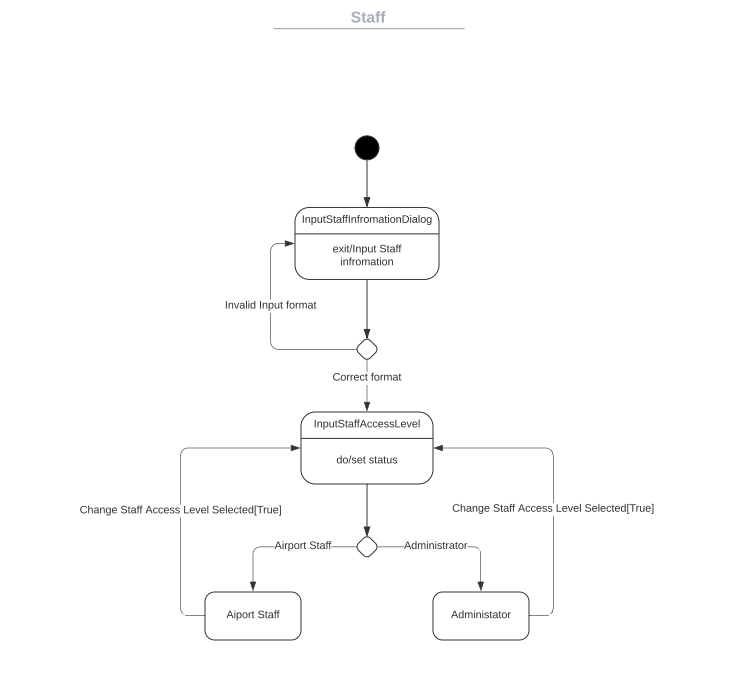 Staff
InputStaffInfromationDialog
exit/Input Staff
infromation
Invalid Input format
Correct format
InputStaffAccessLevel
do/set status
Change Staff Access Level Selected[True]
Change Staff Access Level Selected[True]
Airport Staff
Administrator
Aiport Staff
Administator